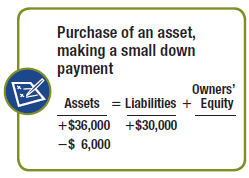 Purchase of an asset,
making a small down
payment
Owners'
Assets = Liabilities + Equity
+$36,000 +$30,000
−$ 6,000